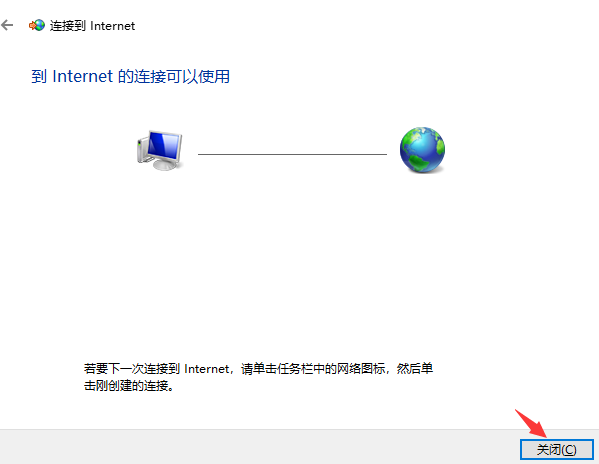 连接到 Internet
到 Internet 的连接可以使用
若要下一次连接到 Internet，请单击任务栏中的网络图标，然后单
击刚创建的连接。
关闭(C)